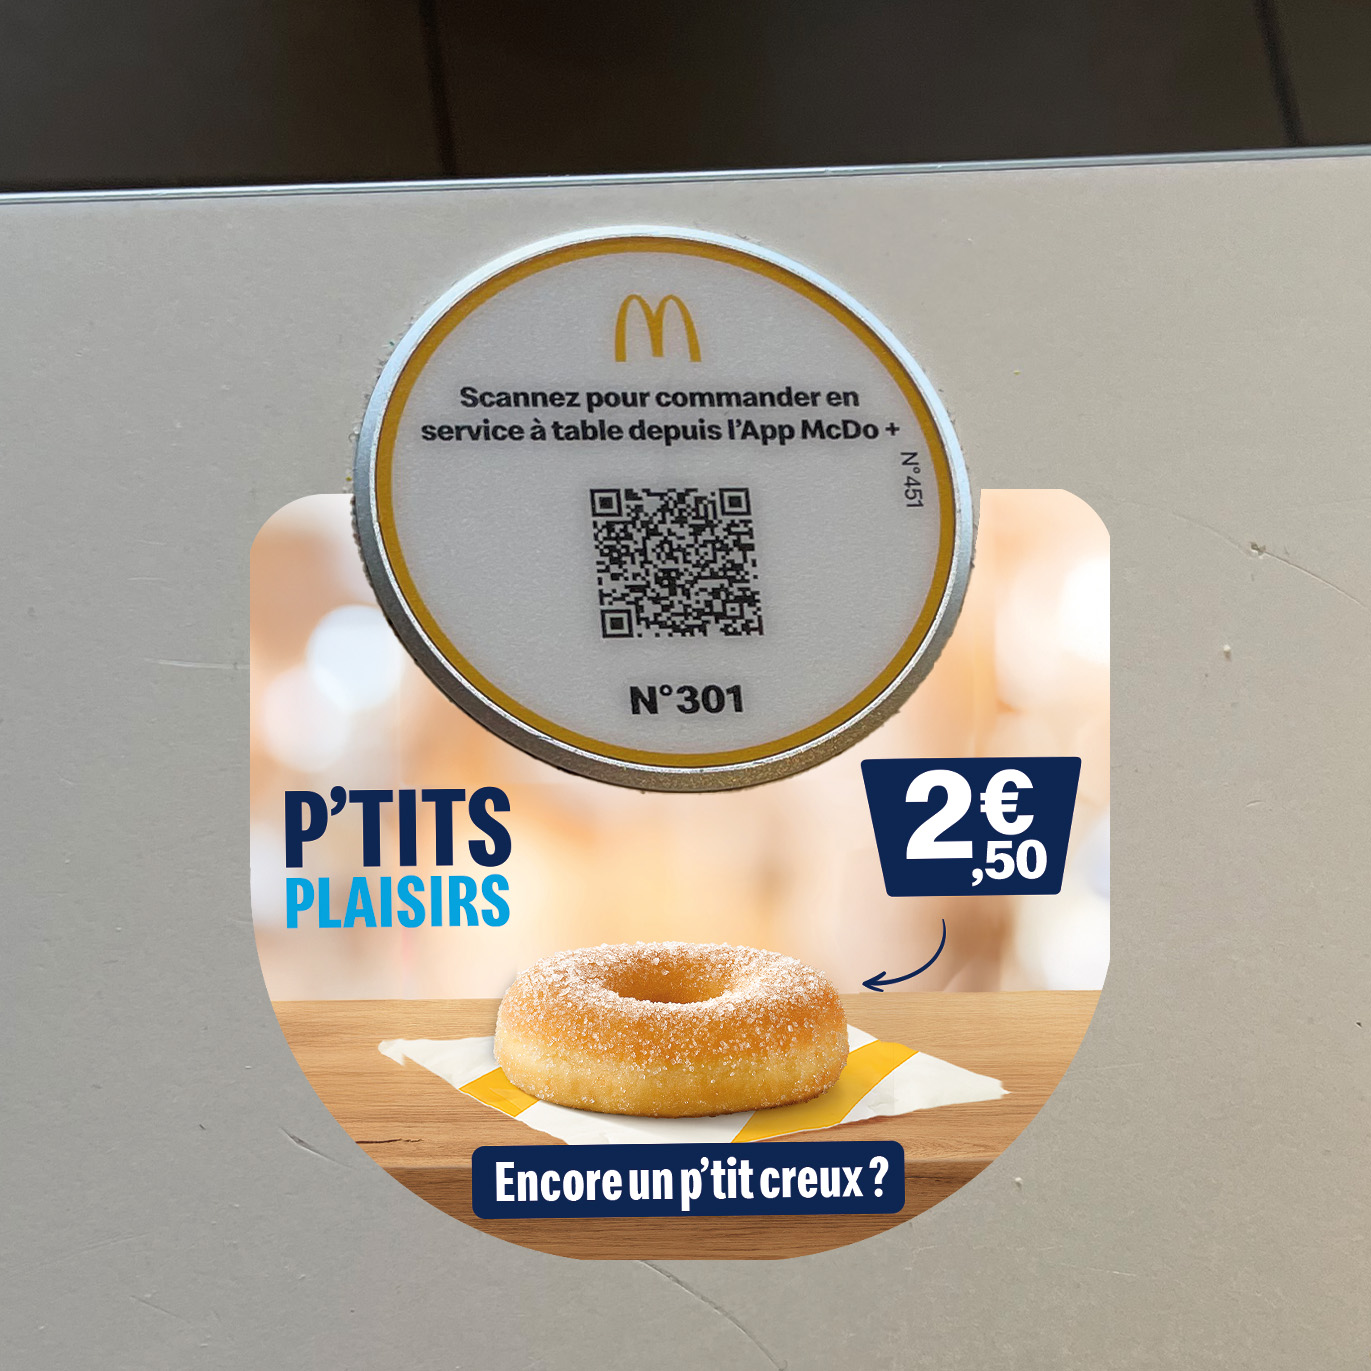 Scannez pour commander en
service à table depuis l'App McDo +
N° 451
N°301
P'TITS
PLAISIRS
2€
,50
Encore un p'tit creux ?